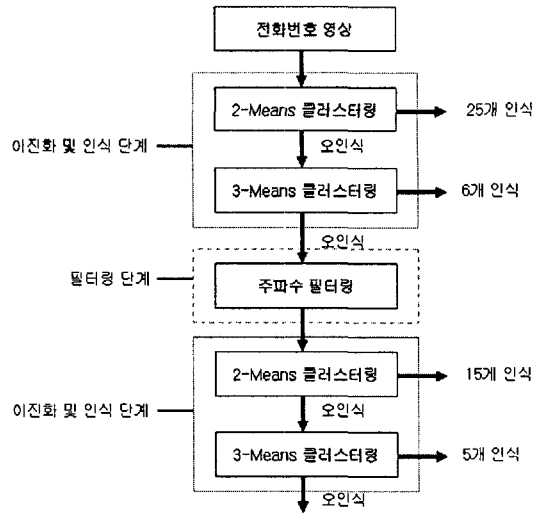 전화번호 영상
2-Means 클러스터링
25개 인식
이진화 및 인식 단계
오인식
3-Means 클러스터링
6개 인식
오인식
필터링 단계
주파수 필터링
2-Means 클러스터링
15게 인식
이진화 및 인식 단계
오인식
3-Means 클러스터링
5개 인식
오인식